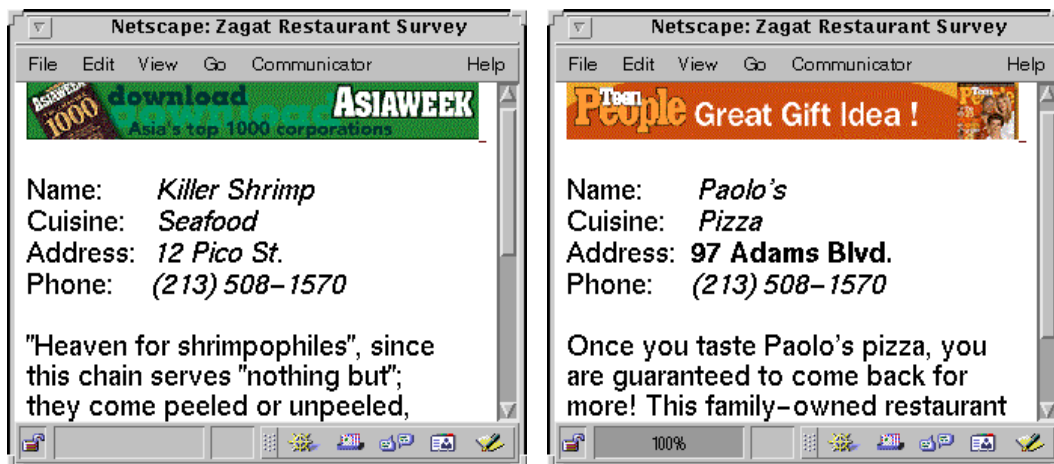 Netscape: Zagat Restaurant Survey
File Edit View Go Communicator Help
ASIAWEEK 1000 download ASIAWEEK
Asia's top 1000 corporations
Name: Killer Shrimp
Cuisine: Seafood
Address: 12 Pico St.
Phone: (213) 508-1570
"Heaven for shrimpophiles", since
this chain serves "nothing but";
they come peeled or unpeeled,
Netscape: Zagat Restaurant Survey
File Edit View Go Communicator Help
Teen People Great Gift Idea !
Name: Paolo's
Cuisine: Pizza
Address: 97 Adams Blvd.
Phone: (213) 508-1570
Once you taste Paolo's pizza, you
are guaranteed to come back for
more! This family-owned restaurant
100%